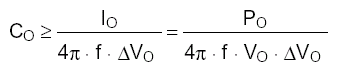 C_O ≥ I_O / (4π · f · ΔV_O) = P_O / (4π · f · V_O · ΔV_O)